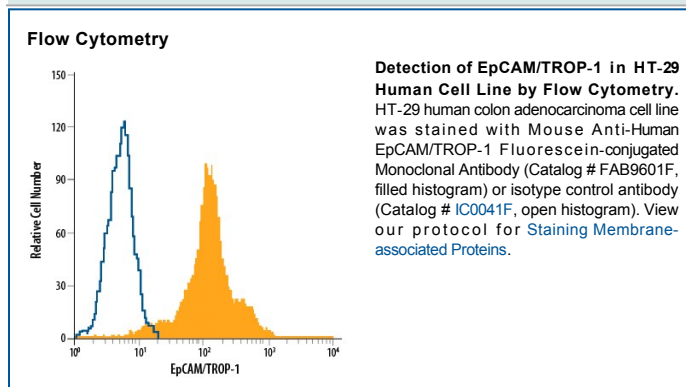 Flow Cytometry
150
120
90
60
30
0
Relative Cell Number
10⁰ 10¹ 10² 10³ 10⁴
EpCAM/TROP-1
Detection of EpCAM/TROP-1 in HT-29
Human Cell Line by Flow Cytometry.
HT-29 human colon adenocarcinoma cell line
was stained with Mouse Anti-Human
EpCAM/TROP-1 Fluorescein-conjugated
Monoclonal Antibody (Catalog # FAB9601F,
filled histogram) or isotype control antibody
(Catalog # IC0041F, open histogram). View
our protocol for Staining Membrane-
associated Proteins.